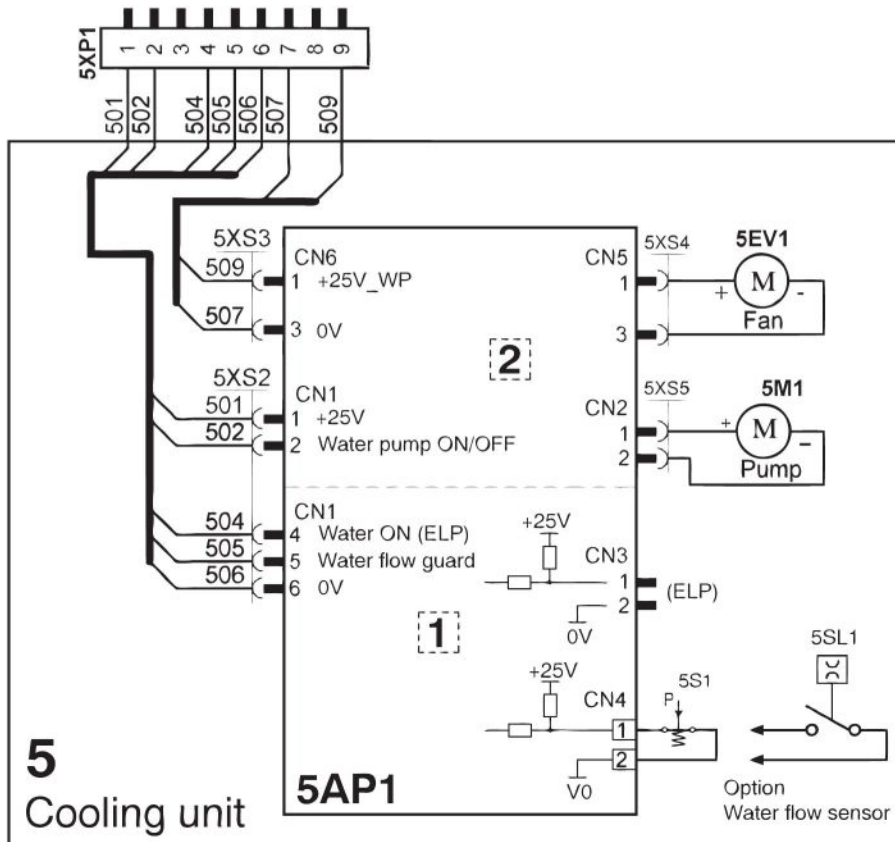 5XP1
1 2 3 4 5 6 7 8 9
501 502 504 505 506 507 509
5XS3
509
507
CN6
1 +25V_WP
3 0V
5XS2
501
502
CN1
1 +25V
2 Water pump ON/OFF
504
505
506
CN1
4 Water ON (ELP)
5 Water flow guard
6 0V
2
CN5
1
3
5XS4
5EV1
+ M -
Fan
CN2
1
2
5XS5
5M1
+ M –
Pump
+25V
CN3
1
2
(ELP)
0V
1
+25V
CN4
1
2
V0
5S1
P
5SL1
Option
Water flow sensor
5
Cooling unit
5AP1